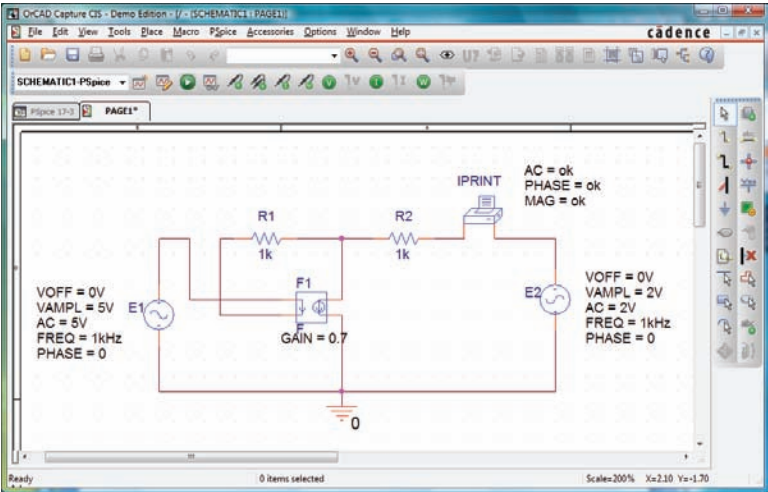 OrCAD Capture CIS - Demo Edition - [/ - (SCHEMATIC1 : PAGE1)]
File Edit View Tools Place Macro PSpice Accessories Options Window Help
cādence
U?
SCHEMATIC1-PSpice
PSpice 17-3
PAGE1*
IPRINT
AC = ok
PHASE = ok
MAG = ok
R1
1k
R2
1k
F1
F
GAIN = 0.7
VOFF = 0V
VAMPL = 5V
AC = 5V
FREQ = 1kHz
PHASE = 0
E1
E2
VOFF = 0V
VAMPL = 2V
AC = 2V
FREQ = 1kHz
PHASE = 0
0
Ready
0 items selected
Scale=200% X=2.10 Y=-1.70